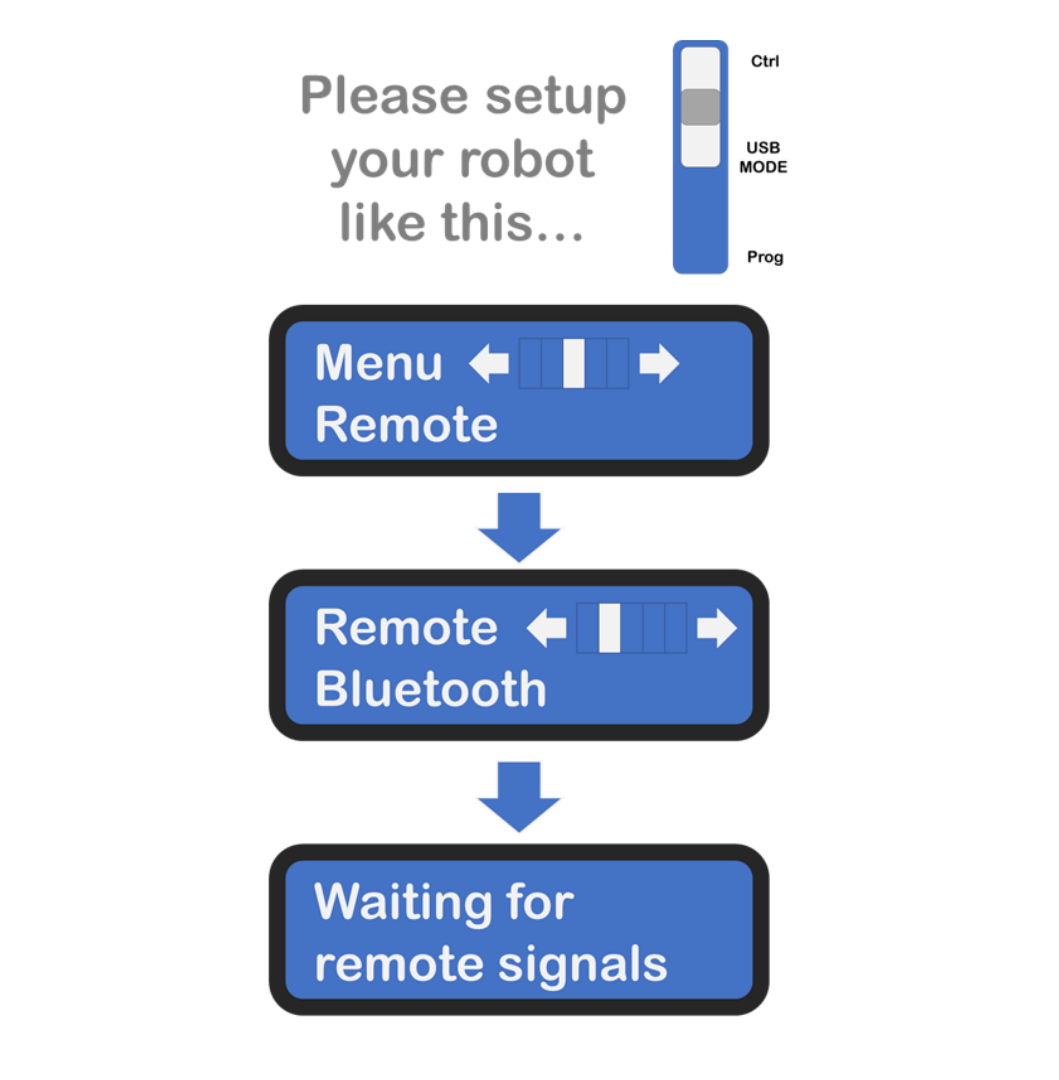 Please setup
your robot
like this...
Ctrl
USB
MODE
Prog
Menu
Remote
Remote
Bluetooth
Waiting for
remote signals